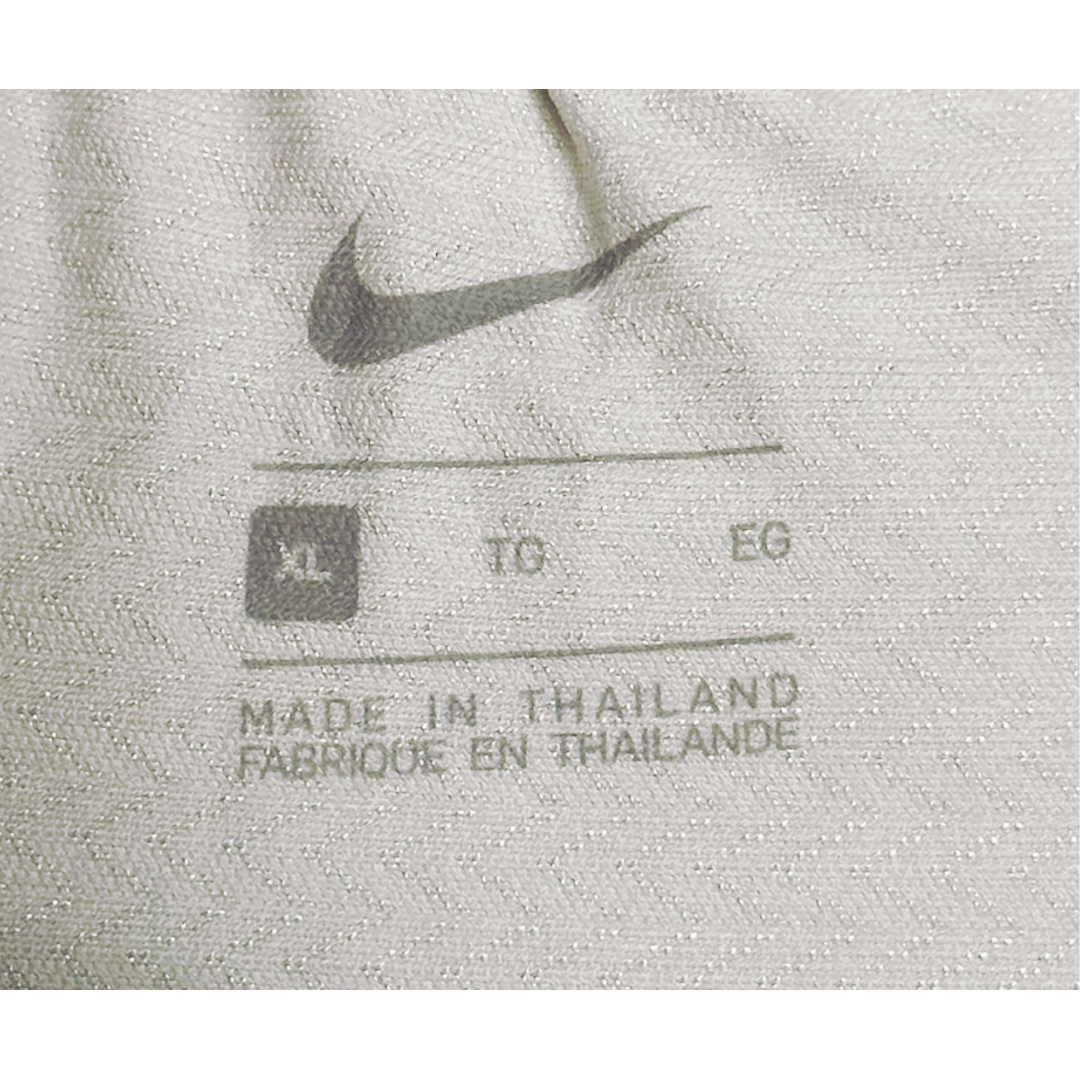 XL TG EG
MADE IN THAILAND
FABRIQUE EN THAILANDE